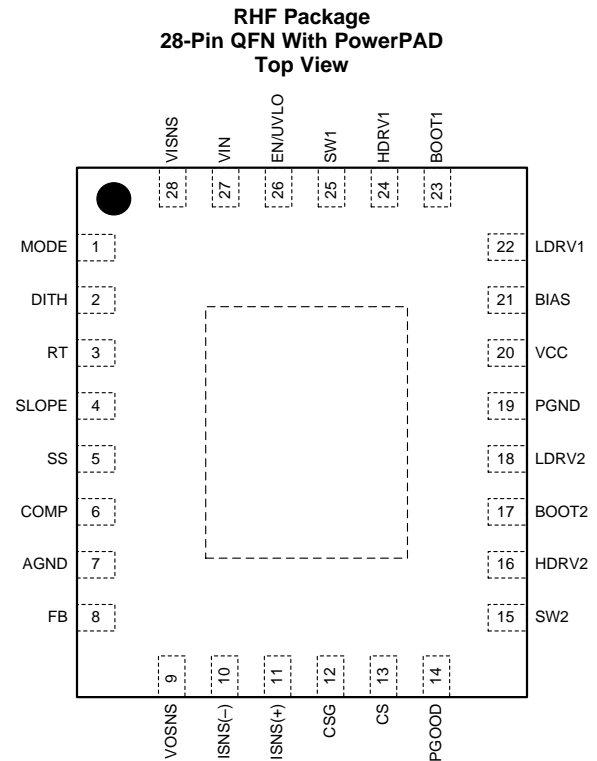 RHF Package
28-Pin QFN With PowerPAD
Top View
VISNS
VIN
EN/UVLO
SW1
HDRV1
BOOT1
28
27
26
25
24
23
MODE 1
22 LDRV1
DITH 2
21 BIAS
RT 3
20 VCC
SLOPE 4
19 PGND
SS 5
18 LDRV2
COMP 6
17 BOOT2
AGND 7
16 HDRV2
FB 8
15 SW2
9
10
11
12
13
14
VOSNS
ISNS(–)
ISNS(+)
CSG
CS
PGOOD